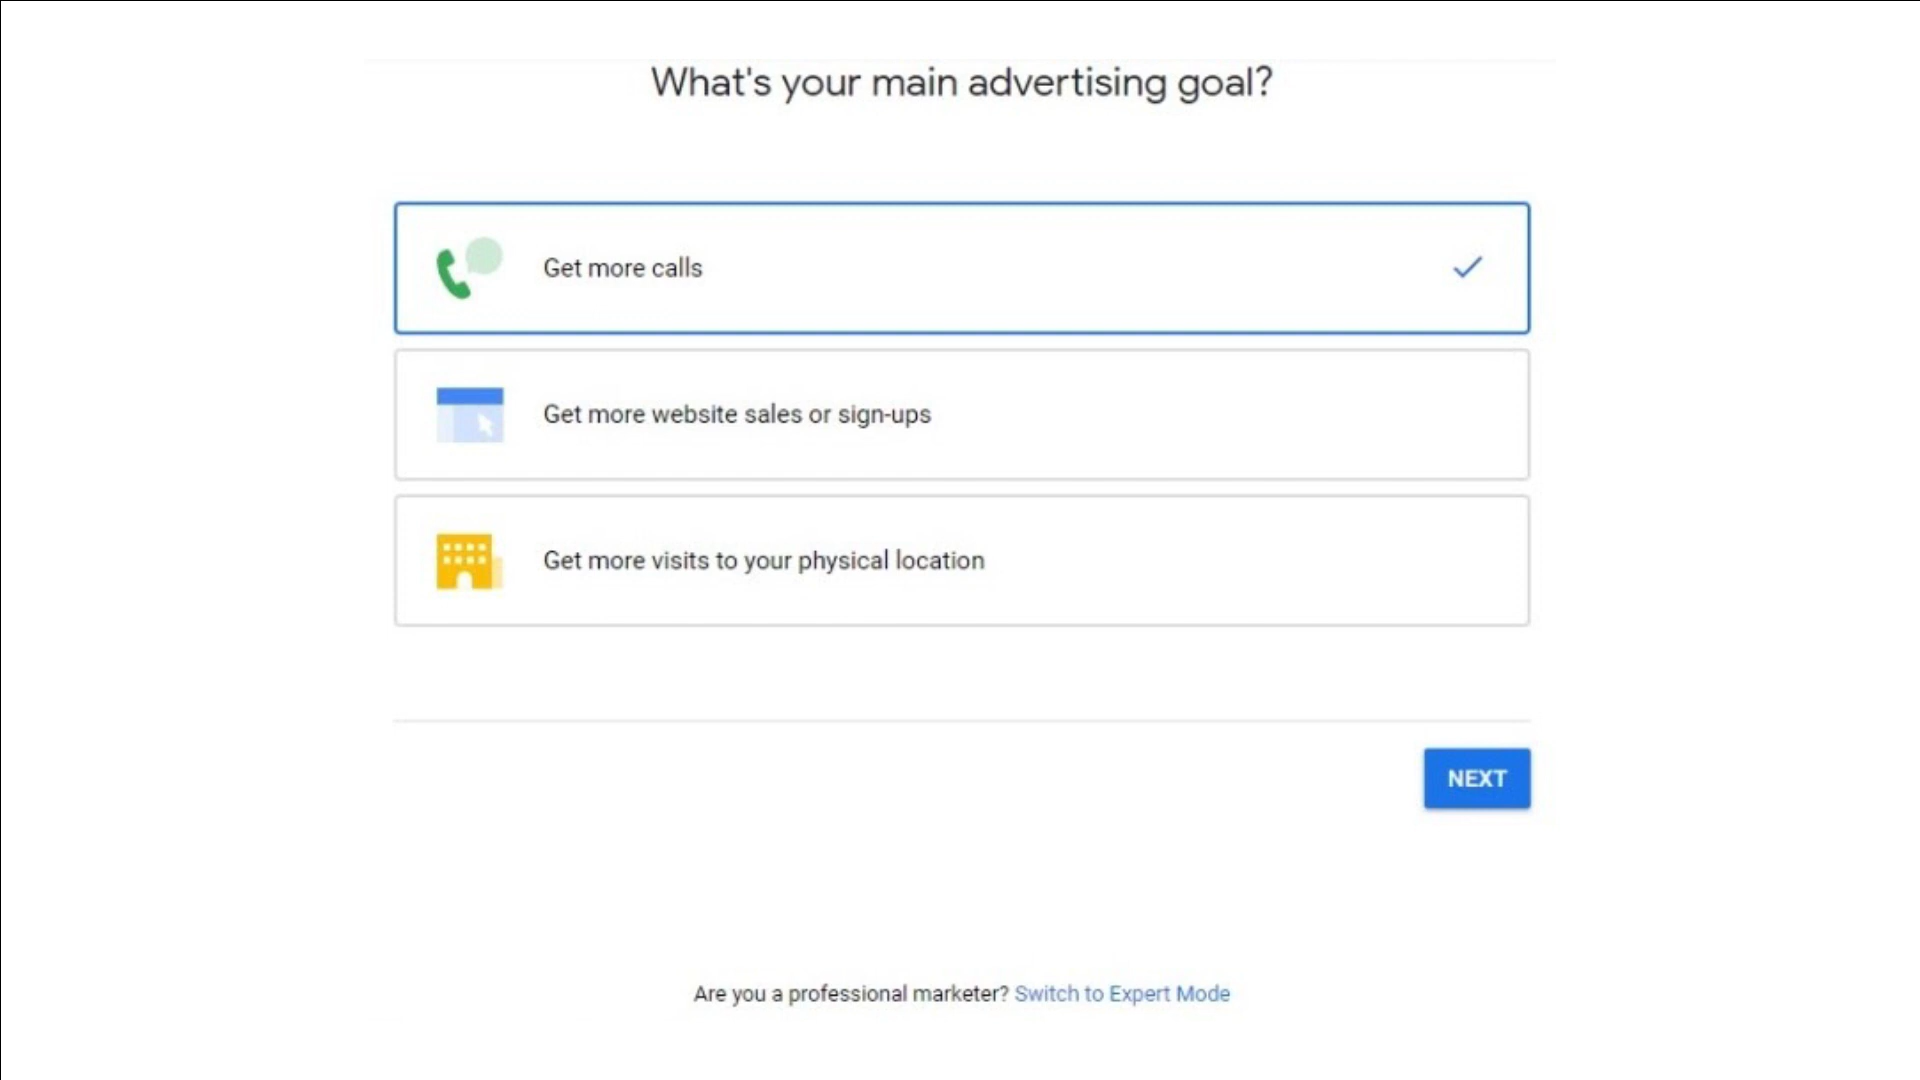 What's your main advertising goal?
Get more calls
Get more website sales or sign-ups
Get more visits to your physical location
NEXT
Are you a professional marketer? Switch to Expert Mode